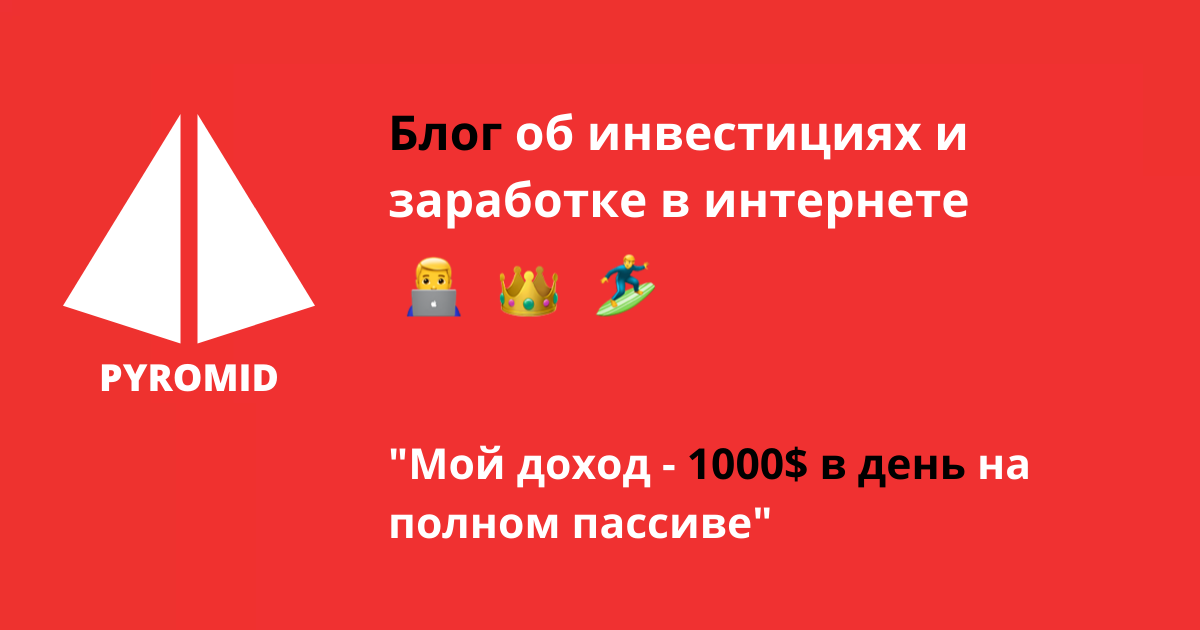 Блог об инвестициях и
заработке в интернете
PYROMID
"Мой доход - 1000$ в день на
полном пассиве"